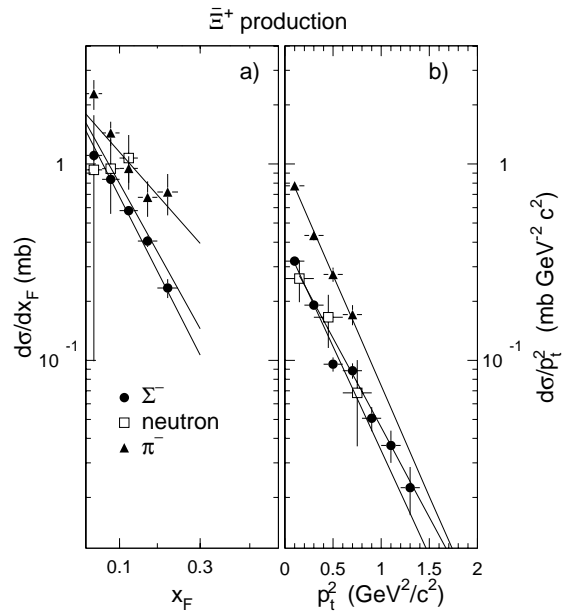 Ξ̄⁺ production
a)
b)
1
10⁻¹
dσ/dx_F (mb)
Σ⁻
neutron
π⁻
0.1
0.3
x_F
1
10⁻¹
dσ/p_t² (mb GeV⁻² c²)
0
0.5
1
1.5
2
p_t² (GeV²/c²)